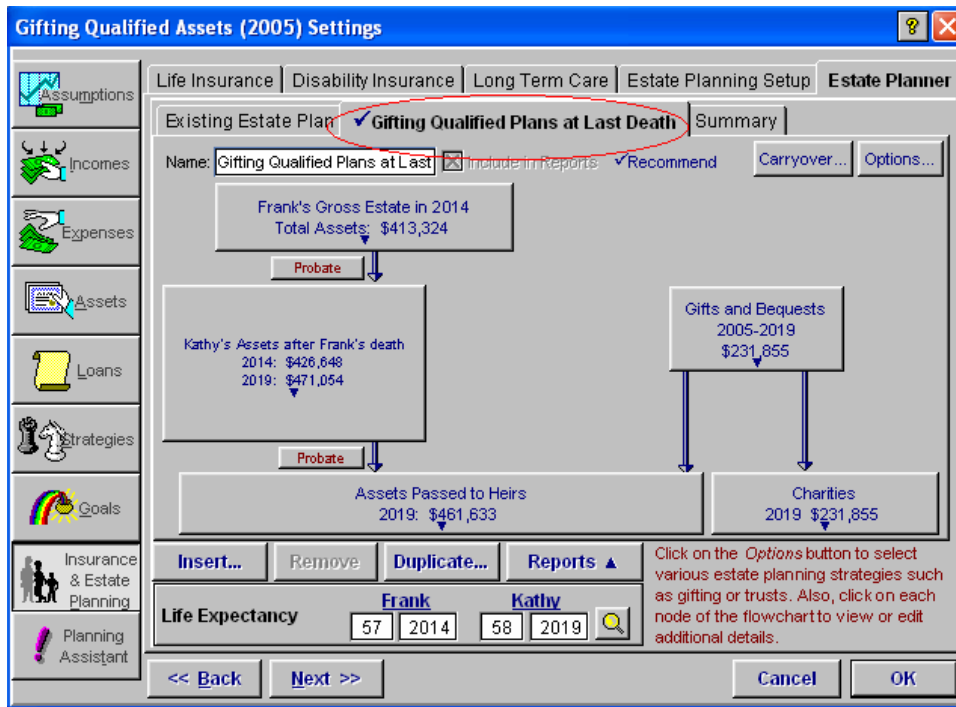 Gifting Qualified Assets (2005) Settings
?
Assumptions
Incomes
Expenses
Assets
Loans
Strategies
Goals
Insurance
& Estate
Planning
Planning
Assistant
Life Insurance
Disability Insurance
Long Term Care
Estate Planning Setup
Estate Planner
Existing Estate Plan
Gifting Qualified Plans at Last Death
Summary
Name: Gifting Qualified Plans at Last
Include in Reports
Recommend
Carryover...
Options...
Frank's Gross Estate in 2014
Total Assets: $413,324
Probate
Kathy's Assets after Frank's death
2014: $426,648
2019: $471,054
Gifts and Bequests
2005-2019
$231,855
Probate
Assets Passed to Heirs
2019: $461,633
Charities
2019 $231,855
Insert...
Remove
Duplicate...
Reports ▲
Click on the Options button to select
various estate planning strategies such
as gifting or trusts. Also, click on each
node of the flowchart to view or edit
additional details.
Life Expectancy
Frank
57 2014
Kathy
58 2019
<< Back
Next >>
Cancel
OK